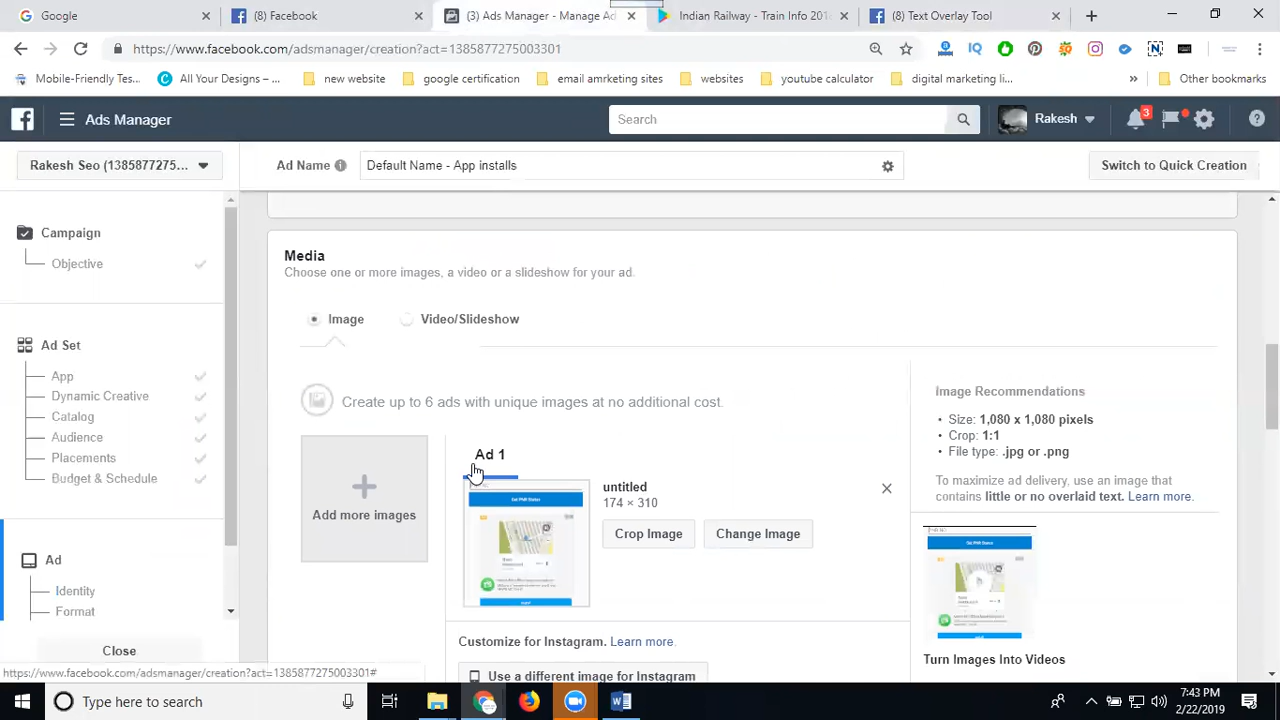 Google
(8) Facebook
(3) Ads Manager - Manage Ad
Indian Railway - Train Info 201
(8) Text Overlay Tool
https://www.facebook.com/adsmanager/creation?act=1385877275003301
Mobile-Friendly Tes...
All Your Designs – ...
new website
google certification
email amrketing sites
websites
youtube calculator
digital marketing li...
Other bookmarks
Ads Manager
Search
Rakesh
3
Rakesh Seo (1385877275...
Ad Name
Default Name - App installs
Switch to Quick Creation
Campaign
Objective
Ad Set
App
Dynamic Creative
Catalog
Audience
Placements
Budget & Schedule
Ad
Identity
Format
Close
Media
Choose one or more images, a video or a slideshow for your ad.
Image
Video/Slideshow
Create up to 6 ads with unique images at no additional cost.
Add more images
Ad 1
untitled
174 × 310
Crop Image
Change Image
Customize for Instagram. Learn more.
Use a different image for Instagram
Image Recommendations
• Size: 1,080 x 1,080 pixels
• Crop: 1:1
• File type: .jpg or .png
To maximize ad delivery, use an image that
contains little or no overlaid text. Learn more.
Turn Images Into Videos
https://www.facebook.com/adsmanager/creation?act=1385877275003301#
Type here to search
7:43 PM
2/22/2019